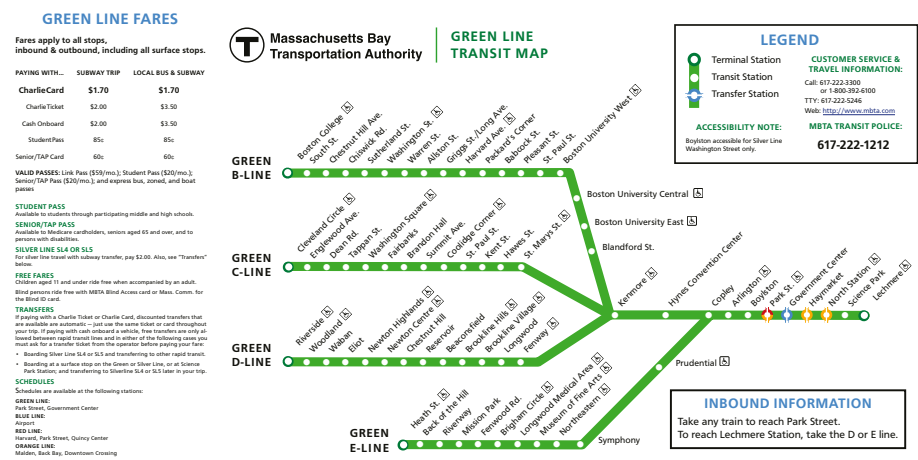 GREEN LINE FARES
Fares apply to all stops,
inbound & outbound, including all surface stops.
PAYING WITH... SUBWAY TRIP LOCAL BUS & SUBWAY
CharlieCard $1.70 $1.70
CharlieTicket $2.00 $3.50
Cash Onboard $2.00 $3.50
Student Pass 85c 85c
Senior/TAP Card 60c 60c
VALID PASSES: Link Pass ($59/mo.); Student Pass ($20/mo.);
Senior/TAP Pass ($20/mo.); and express bus, zoned, and boat
passes
STUDENT PASS
Available to students through participating middle and high schools.
SENIOR/TAP PASS
Available to Medicare cardholders, seniors aged 65 and over, and to
persons with disabilities.
SILVER LINE SL4 OR SL5
For silver line travel with subway transfer, pay $2.00. Also, see "Transfers"
below.
FREE FARES
Children aged 11 and under ride free when accompanied by an adult.
Blind persons ride free with MBTA Blind Access card or Mass. Comm. for
the Blind ID card.
TRANSFERS
If paying with a Charlie Ticket or Charlie Card, discounted transfers that
are available are automatic — just use the same ticket or card throughout
your trip. If paying with cash onboard a vehicle, free transfers are only al-
lowed between rapid transit lines and in either of the following cases you
must ask for a transfer ticket from the operator before paying your fare:
• Boarding Silver Line SL4 or SL5 and transferring to other rapid transit.
• Boarding at a surface stop on the Green or Silver Line, or at Science
Park Station; and transferring to Silverline SL4 or SL5 later in your trip.
SCHEDULES
Schedules are available at the following stations:
GREEN LINE:
Park Street, Government Center
BLUE LINE:
Airport
RED LINE:
Harvard, Park Street, Quincy Center
ORANGE LINE:
Malden, Back Bay, Downtown Crossing
T
Massachusetts Bay
Transportation Authority
GREEN LINE
TRANSIT MAP
LEGEND
Terminal Station
Transit Station
Transfer Station
CUSTOMER SERVICE &
TRAVEL INFORMATION:
Call: 617-222-3300
or 1-800-392-6100
TTY: 617-222-5246
Web: http://www.mbta.com
ACCESSIBILITY NOTE:
Boylston accessible for Silver Line
Washington Street only.
MBTA TRANSIT POLICE:
617-222-1212
GREEN
B-LINE
Boston College
South St.
Chestnut Hill Ave.
Chiswick Rd.
Sutherland St.
Washington St.
Warren St.
Allston St.
Griggs St./Long Ave.
Harvard Ave.
Packard's Corner
Babcock St.
Pleasant St.
St. Paul St.
Boston University West
Boston University Central
Boston University East
Blandford St.
GREEN
C-LINE
Cleveland Circle
Englewood Ave.
Dean Rd.
Tappan St.
Washington Square
Fairbanks
Brandon Hall
Summit Ave.
Coolidge Corner
St. Paul St.
Kent St.
Hawes St.
St. Marys St.
Kenmore
Hynes Convention Center
Copley
Arlington
Boylston
Park St.
Government Center
Haymarket
North Station
Science Park
Lechmere
GREEN
D-LINE
Riverside
Woodland
Waban
Eliot
Newton Highlands
Newton Centre
Chestnut Hill
Reservoir
Beaconsfield
Brookline Hills
Brookline Village
Longwood
Fenway
Prudential
GREEN
E-LINE
Heath St.
Back of the Hill
Riverway
Mission Park
Fenwood Rd.
Brigham Circle
Longwood Medical Area
Museum of Fine Arts
Northeastern
Symphony
INBOUND INFORMATION
Take any train to reach Park Street.
To reach Lechmere Station, take the D or E line.